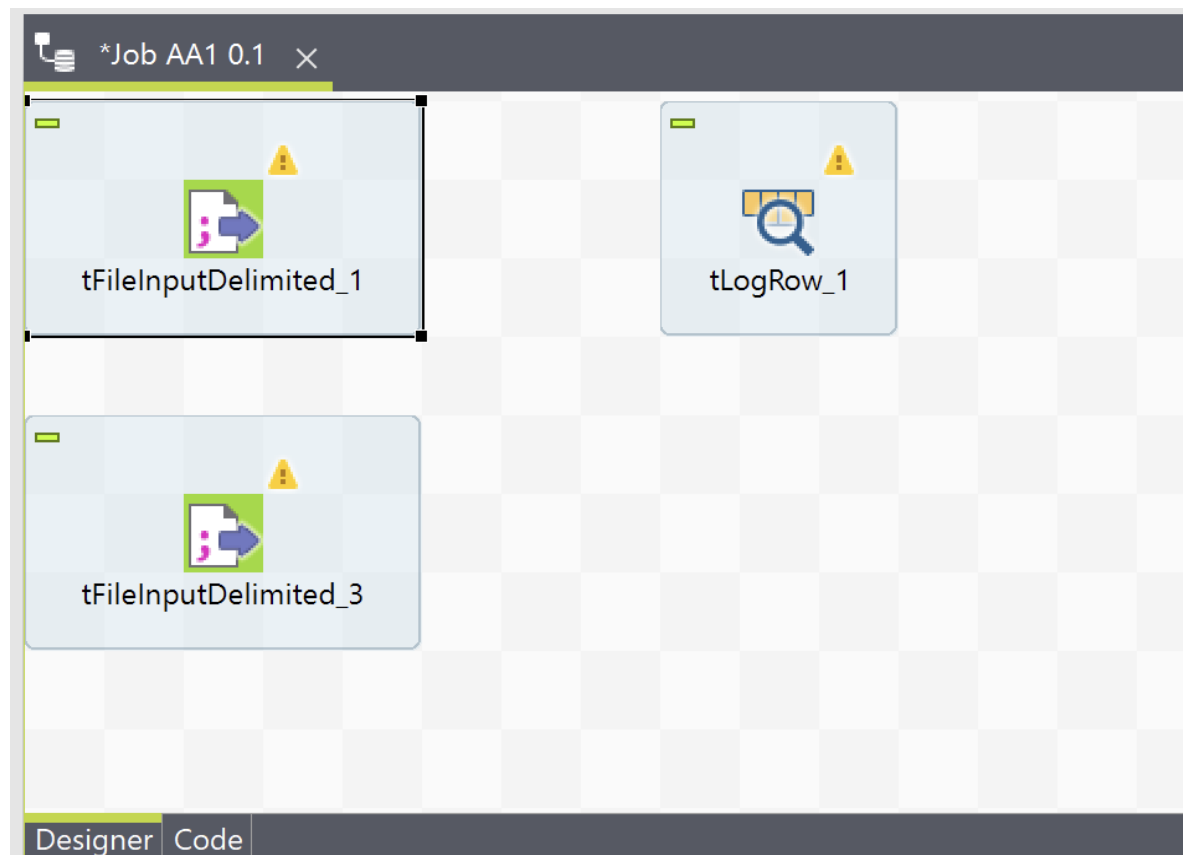 *Job AA1 0.1
tFileInputDelimited_1
tLogRow_1
tFileInputDelimited_3
Designer Code